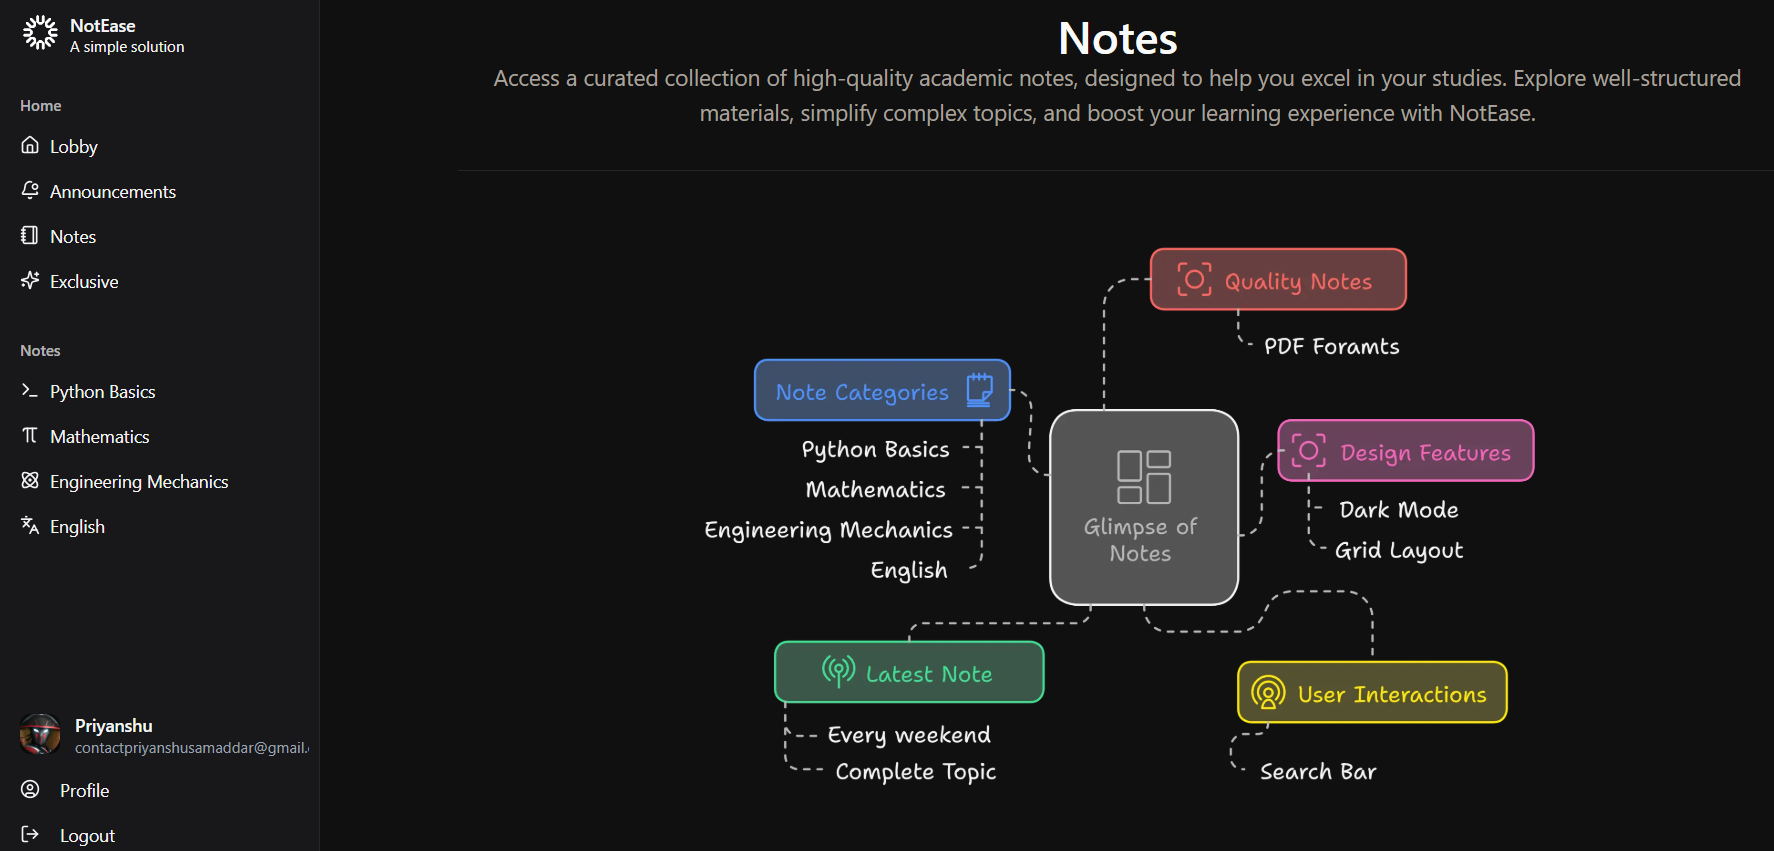 NotEase
A simple solution
Home
Lobby
Announcements
Notes
Exclusive
Notes
Python Basics
Mathematics
Engineering Mechanics
English
Priyanshu
contactpriyanshusamaddar@gmail.
Profile
Logout
Notes
Access a curated collection of high-quality academic notes, designed to help you excel in your studies. Explore well-structured
materials, simplify complex topics, and boost your learning experience with NotEase.
Quality Notes
PDF Foramts
Note Categories
Python Basics
Mathematics
Engineering Mechanics
English
Glimpse of
Notes
Design Features
Dark Mode
Grid Layout
Latest Note
Every weekend
Complete Topic
User Interactions
Search Bar